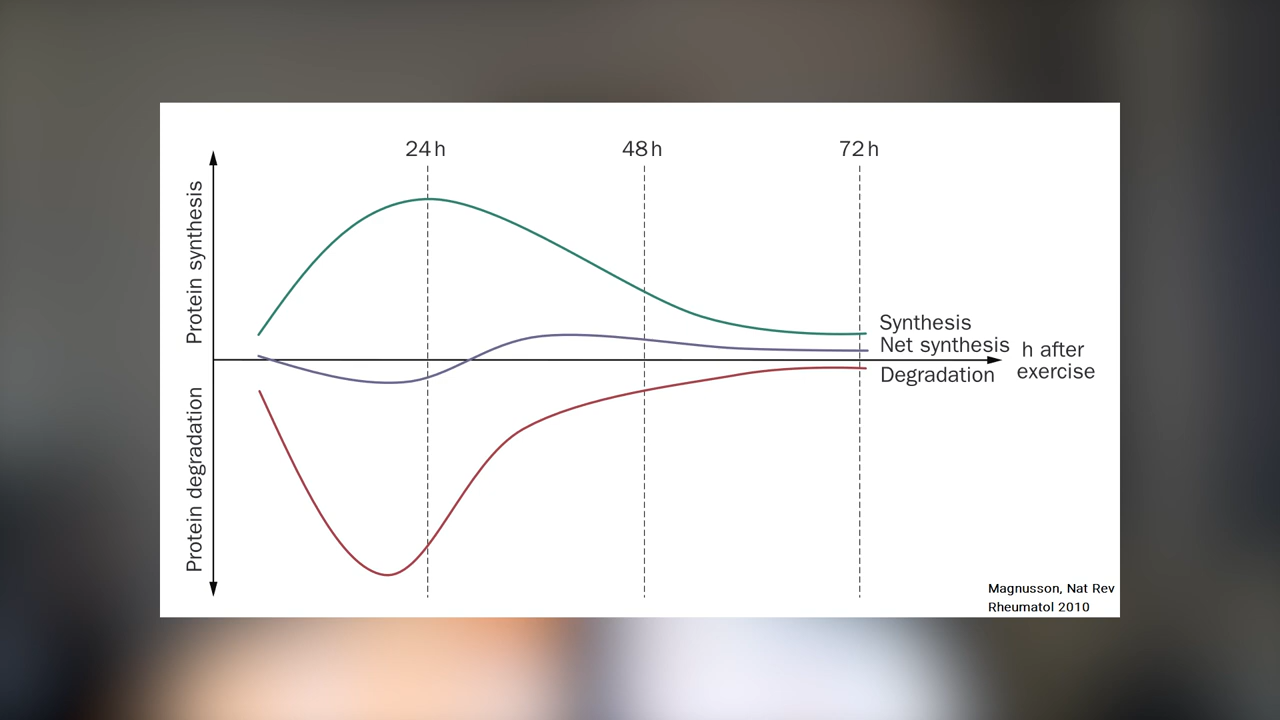 24 h
48 h
72 h
Protein synthesis
Protein degradation
Synthesis
Net synthesis
Degradation
h after
exercise
Magnusson, Nat Rev
Rheumatol 2010